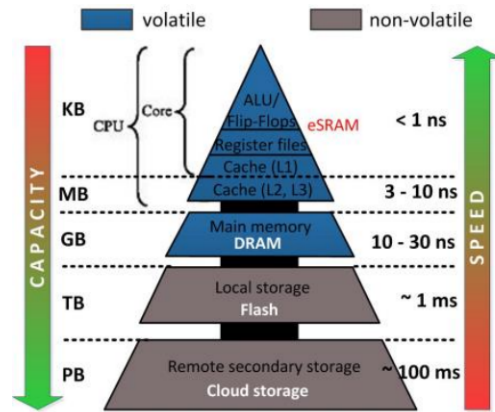 volatile
non-volatile
CAPACITY
KB
MB
GB
TB
PB
CPU
Core
ALU/
Flip-Flops
eSRAM
Register files
Cache (L1)
Cache (L2, L3)
Main memory
DRAM
Local storage
Flash
Remote secondary storage
Cloud storage
< 1 ns
3 - 10 ns
10 - 30 ns
~ 1 ms
~ 100 ms
SPEED